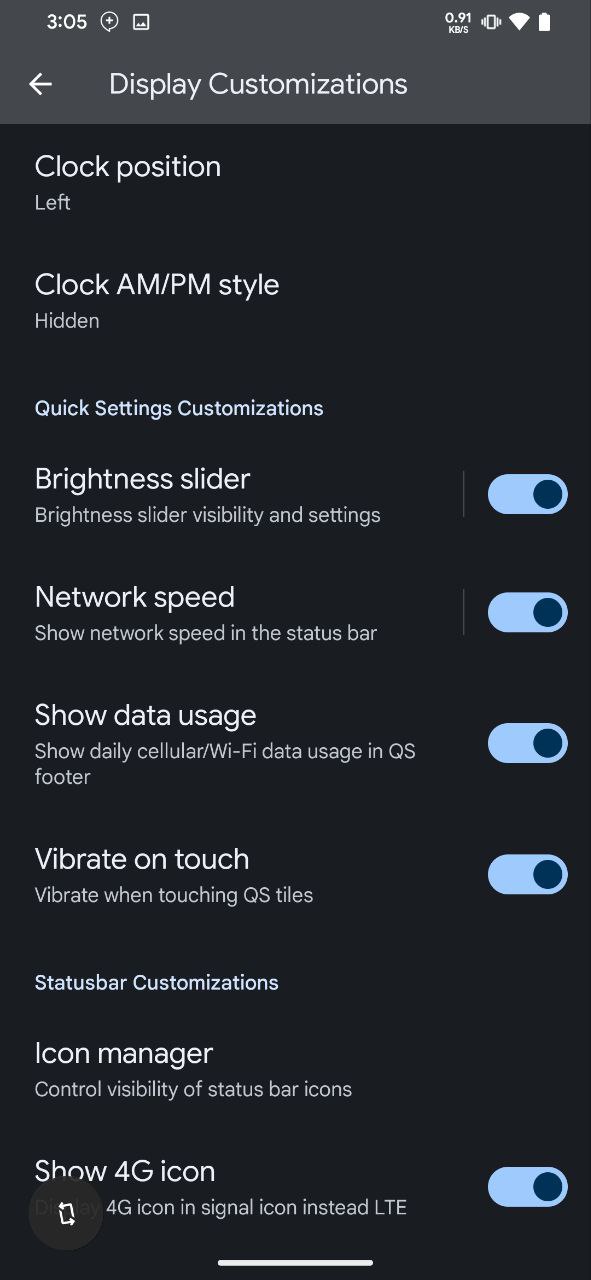 3:05
0.91
KB/S
Display Customizations
Clock position
Left
Clock AM/PM style
Hidden
Quick Settings Customizations
Brightness slider
Brightness slider visibility and settings
Network speed
Show network speed in the status bar
Show data usage
Show daily cellular/Wi-Fi data usage in QS
footer
Vibrate on touch
Vibrate when touching QS tiles
Statusbar Customizations
Icon manager
Control visibility of status bar icons
Show 4G icon
Display 4G icon in signal icon instead LTE